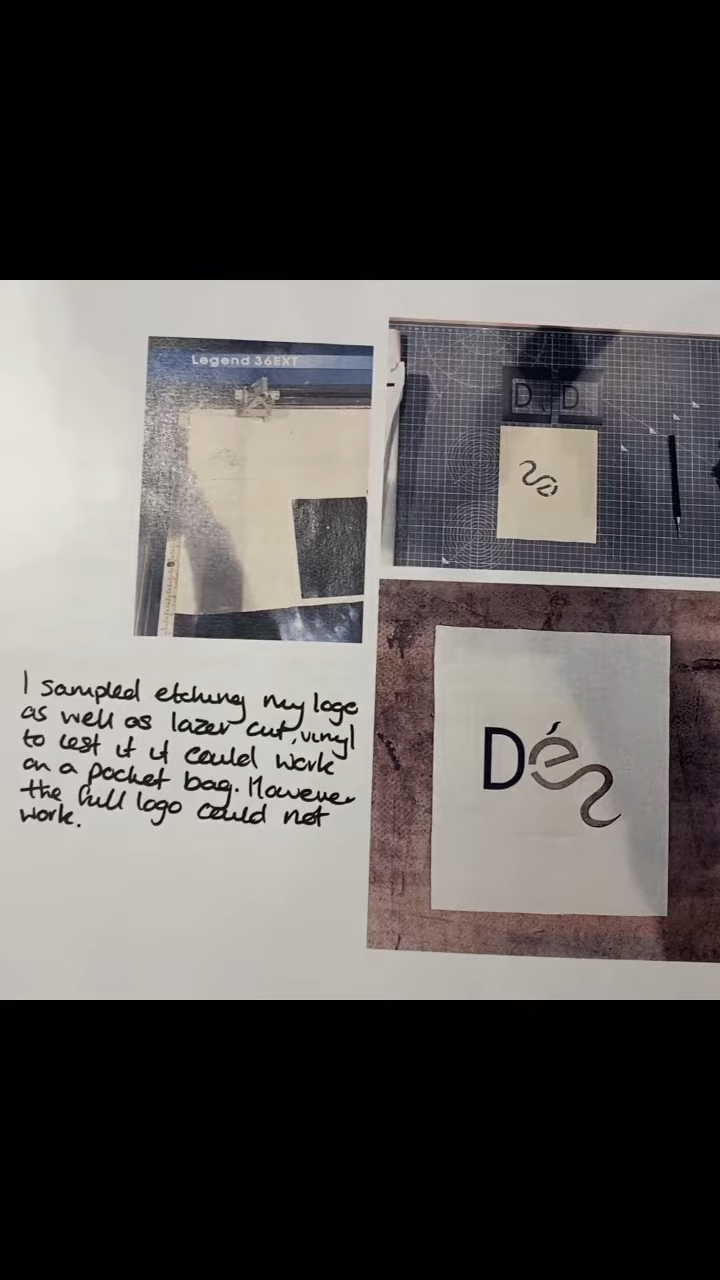 Legend 36EXT
D D
Dés
I sampled etching my logo
as well as lazer cut, vinyl
to test if it could work
on a pocket bag. However
the full logo could not
work.